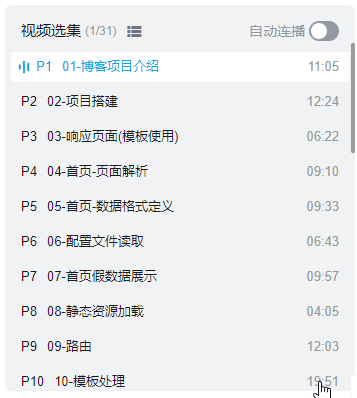 视频选集 (1/31) 自动连播
P1 01-博客项目介绍 11:05
P2 02-项目搭建 12:24
P3 03-响应页面(模板使用) 06:22
P4 04-首页-页面解析 09:10
P5 05-首页-数据格式定义 09:33
P6 06-配置文件读取 06:43
P7 07-首页假数据展示 09:57
P8 08-静态资源加载 04:05
P9 09-路由 12:03
P10 10-模板处理 19:51